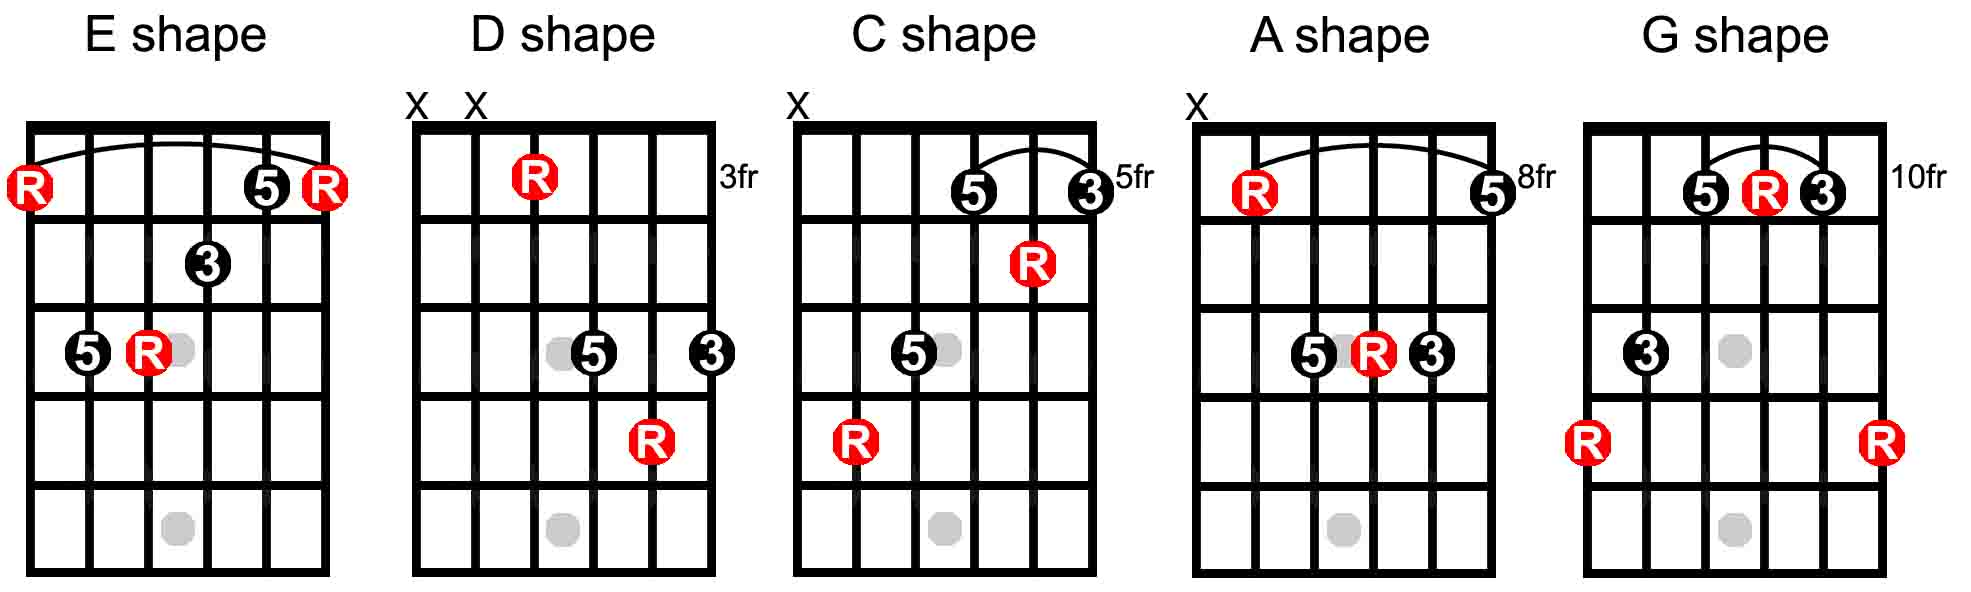 E shape
D shape
C shape
A shape
G shape
X X
X
X
R 5 R
3
5 R
R 3fr
5 3
R
5 3 5fr
R
5
R
R 5 8fr
5 R 3
5 R 3 10fr
3
R R